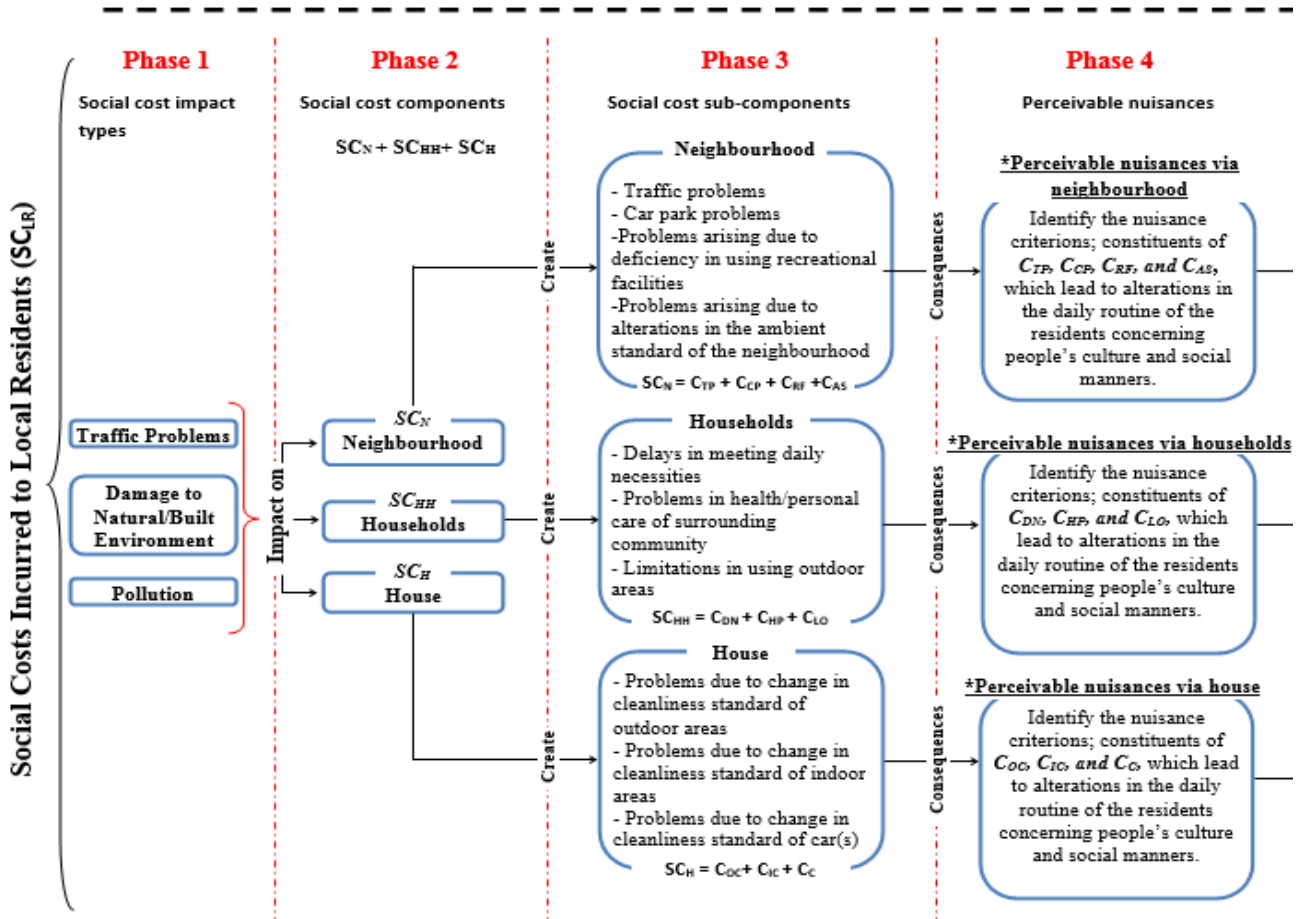 Social Costs Incurred to Local Residents (SCLR)
Phase 1
Social cost impact
types
Traffic Problems
Damage to
Natural/Built
Environment
Pollution
Impact on
Phase 2
Social cost components
SCN + SCHH+ SCH
SCN
Neighbourhood
SCHH
Households
SCH
House
Create
Create
Create
Phase 3
Social cost sub-components
Neighbourhood
- Traffic problems
- Car park problems
-Problems arising due to
deficiency in using recreational
facilities
-Problems arising due to
alterations in the ambient
standard of the neighbourhood
SCN = CTP + CCP + CRF +CAS
Households
- Delays in meeting daily
necessities
- Problems in health/personal
care of surrounding
community
- Limitations in using outdoor
areas
SCHH = CDN + CHP + CLO
House
- Problems due to change in
cleanliness standard of
outdoor areas
- Problems due to change in
cleanliness standard of indoor
areas
- Problems due to change in
cleanliness standard of car(s)
SCH = COC+ CIC + CC
Consequences
Consequences
Consequences
Phase 4
Perceivable nuisances
*Perceivable nuisances via
neighbourhood
Identify the nuisance
criterions; constituents of
CTP, CCP, CRF, and CAS,
which lead to alterations in
the daily routine of the
residents concerning
people's culture and social
manners.
*Perceivable nuisances via households
Identify the nuisance
criterions; constituents of
CDN, CHP, and CLO, which
lead to alterations in the
daily routine of the residents
concerning people's culture
and social manners.
*Perceivable nuisances via house
Identify the nuisance
criterions; constituents of
COC, CIC, and CC, which lead
to alterations in the daily
routine of the residents
concerning people's culture
and social manners.